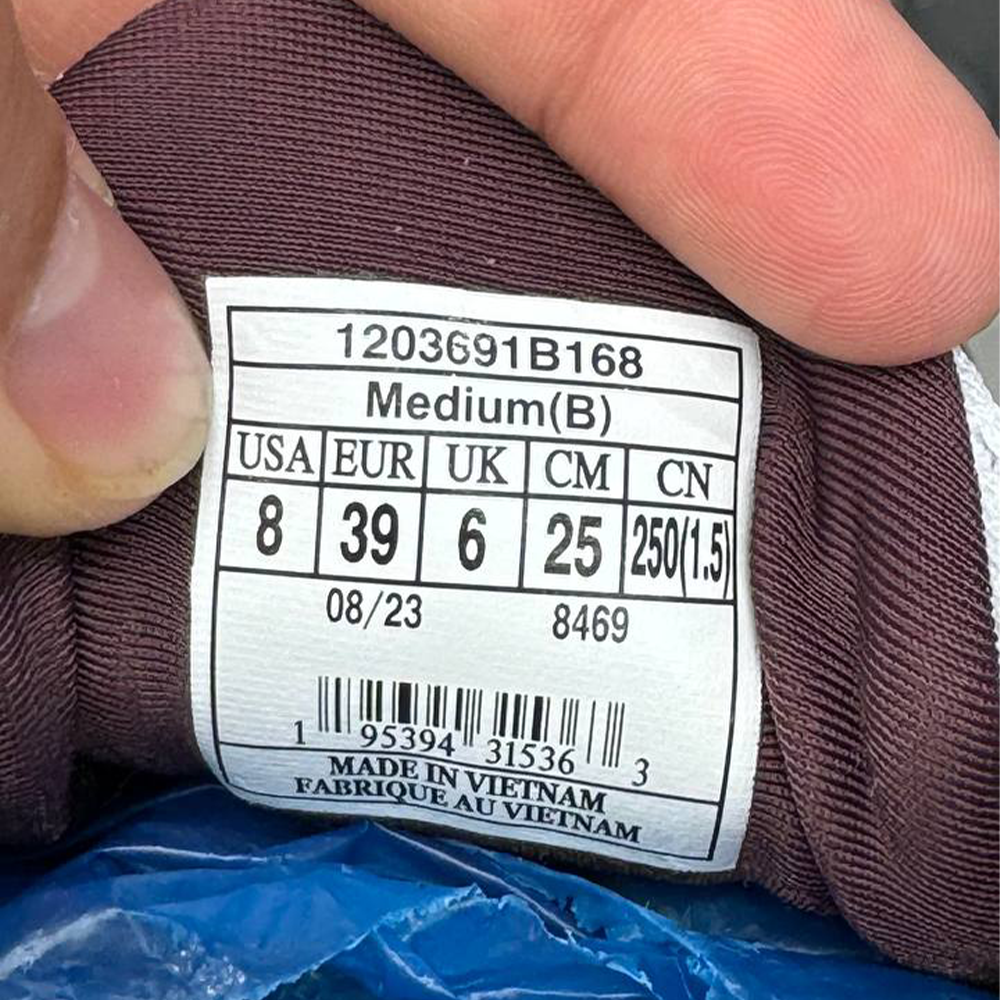 1203691B168
Medium(B)
USA EUR UK CM CN
8 39 6 25 250(1.5)
08/23 8469
1 95394 31536 3
MADE IN VIETNAM
FABRIQUE AU VIETNAM